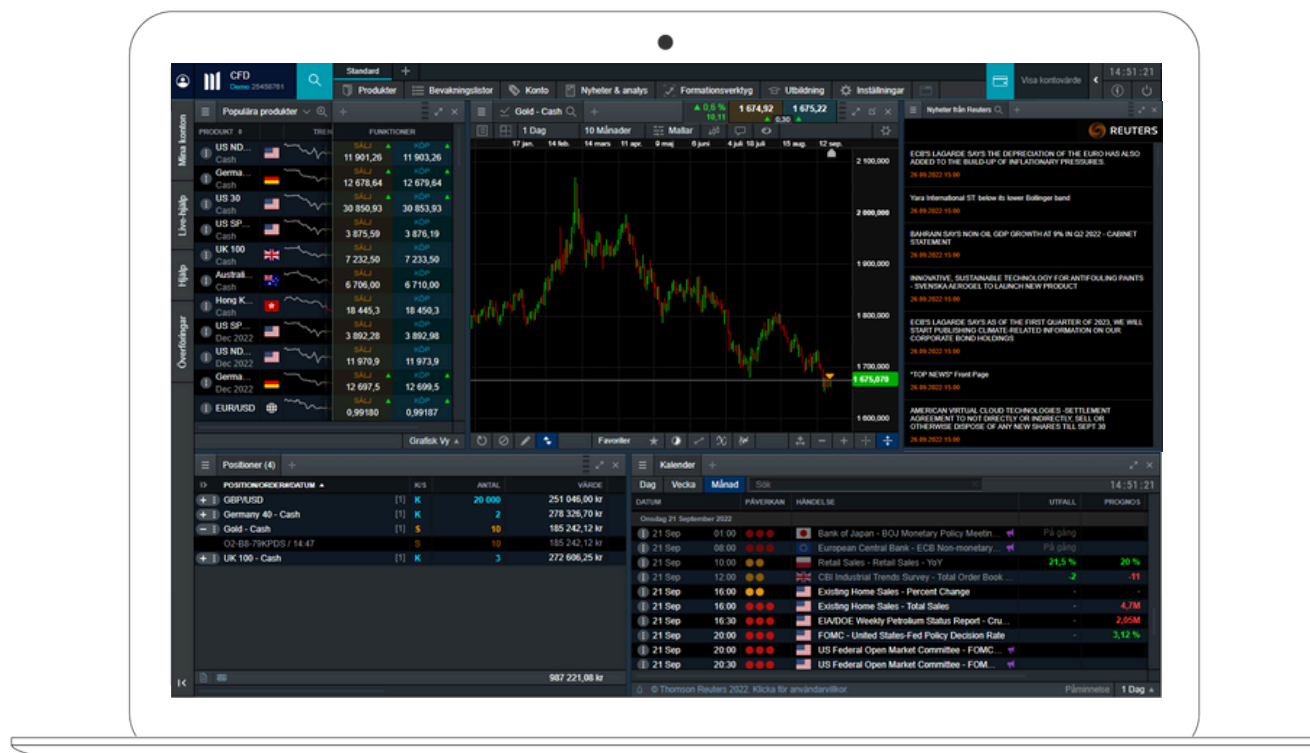 CFD
Demo 25458761
Standard
Produkter
Bevakningslistor
Konto
Nyheter & analys
Formationsverktyg
Utbildning
Inställningar
Visa kontovärde
14:51:21
Mina konton
Live-hjälp
Hjälp
Överföringar
Populära produkter
PRODUKT
TREN
FUNKTIONER
US ND... SÄLJ KÖP
Cash 11 901,26 11 903,26
Germa... SÄLJ KÖP
Cash 12 678,64 12 679,64
US 30 SÄLJ KÖP
Cash 30 850,93 30 853,93
US SP... SÄLJ KÖP
Cash 3 875,59 3 876,19
UK 100 SÄLJ KÖP
Cash 7 232,50 7 233,50
Australi... SÄLJ KÖP
Cash 6 706,00 6 710,00
Hong K... SÄLJ KÖP
Cash 18 445,3 18 450,3
US SP... SÄLJ KÖP
Dec 2022 3 892,28 3 892,98
US ND... SÄLJ KÖP
Dec 2022 11 970,9 11 973,9
Germa... SÄLJ KÖP
Dec 2022 12 697,5 12 699,5
EUR/USD SÄLJ KÖP
0,99180 0,99187
Grafisk Vy
Gold - Cash
0,6 %
10,11
1 674,92
1 675,22
0,30
1 Dag
10 Månader
Mallar
17 jan. 14 feb. 14 mars 11 apr. 9 maj 6 juni 4 juli 18 juli 15 aug. 12 sep.
2 100,000
2 000,000
1 900,000
1 800,000
1 700,000
1 675,070
1 600,000
Favoriter
Nyheter från Reuters
REUTERS
ECB'S LAGARDE SAYS THE DEPRECIATION OF THE EURO HAS ALSO
ADDED TO THE BUILD-UP OF INFLATIONARY PRESSURES.
26.09.2022 15:00
Yara International ST: below its lower Bollinger band
26.09.2022 15:00
BAHRAIN SAYS NON OIL GDP GROWTH AT 9% IN Q2 2022 - CABINET
STATEMENT
26.09.2022 15:00
INNOVATIVE, SUSTAINABLE TECHNOLOGY FOR ANTIFOULING PAINTS
- SVENSKA AEROGEL TO LAUNCH NEW PRODUCT
26.09.2022 15:00
ECB'S LAGARDE SAYS AS OF THE FIRST QUARTER OF 2023, WE WILL
START PUBLISHING CLIMATE-RELATED INFORMATION ON OUR
CORPORATE BOND HOLDINGS
26.09.2022 15:00
*TOP NEWS* Front Page
26.09.2022 15:00
AMERICAN VIRTUAL CLOUD TECHNOLOGIES -SETTLEMENT
AGREEMENT TO NOT DIRECTLY OR INDIRECTLY, SELL OR
OTHERWISE DISPOSE OF ANY NEW SHARES TILL SEPT 30
26.09.2022 15:00
Positioner (4)
POSITION/ORDER#/DATUM K/S ANTAL VÄRDE
GBP/USD [1] K 20 000 251 046,00 kr
Germany 40 - Cash [1] K 2 278 326,70 kr
Gold - Cash [1] S 10 185 242,12 kr
O2-B8-79KPDS / 14:47 S 10 185 242,12 kr
UK 100 - Cash [1] K 3 272 606,25 kr
987 221,08 kr
Kalender
Dag Vecka Månad Sök 14:51:21
DATUM PÅVERKAN HÄNDELSE UTFALL PROGNOS
Onsdag 21 September 2022
21 Sep 01:00 Bank of Japan - BOJ Monetary Policy Meetin... På gång
21 Sep 08:00 European Central Bank - ECB Non-monetary... På gång
21 Sep 10:00 Retail Sales - Retail Sales - YoY 21,5 % 20 %
21 Sep 12:00 CBI Industrial Trends Survey - Total Order Book ... -2 -11
21 Sep 16:00 Existing Home Sales - Percent Change - -
21 Sep 16:00 Existing Home Sales - Total Sales - 4,7M
21 Sep 16:30 EIA/DOE Weekly Petrolium Status Report - Cru... - 2,05M
21 Sep 20:00 FOMC - United States-Fed Policy Decision Rate - 3,12 %
21 Sep 20:00 US Federal Open Market Committee - FOMC...
21 Sep 20:30 US Federal Open Market Committee - FOM...
© Thomson Reuters 2022. Klicka för användarvillkor.
Påminnelse 1 Dag